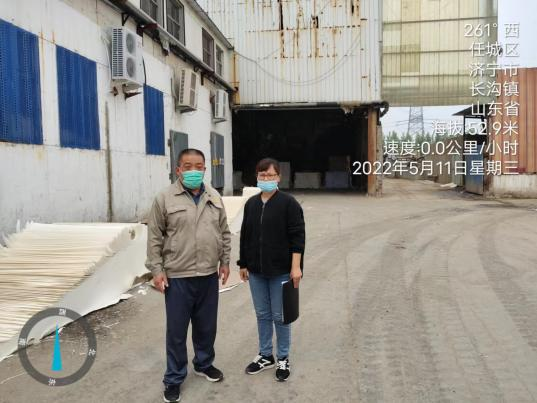 261° 西
任城区
济宁市
长沟镇
山东省
海拔:52.9米
速度:0.0公里/小时
2022年5月11日星期三